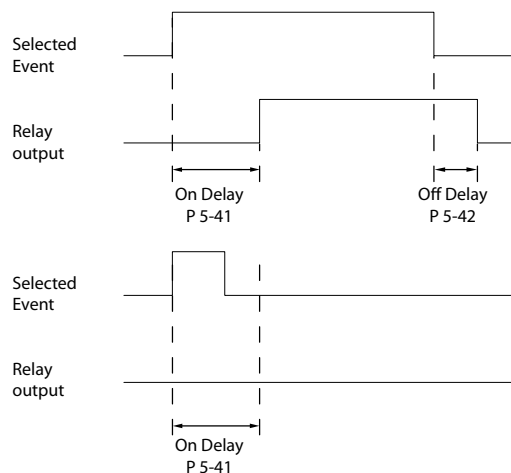 Selected
Event
Relay
output
On Delay
P 5-41
Off Delay
P 5-42
Selected
Event
Relay
output
On Delay
P 5-41